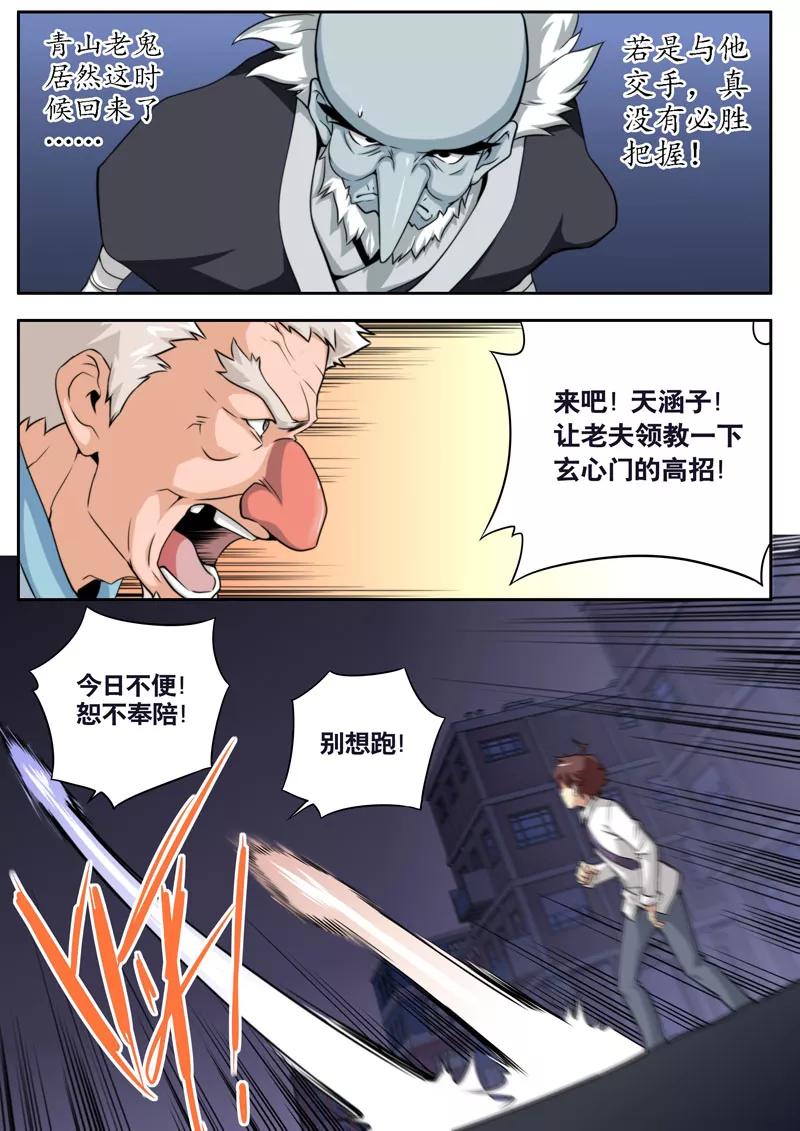 青山老鬼
居然这时
候回来了
……
若是与他
交手，真
没有必胜
把握！
来吧！天涵子！
让老夫领教一下
玄心门的高招！
今日不便！
恕不奉陪！
别想跑！